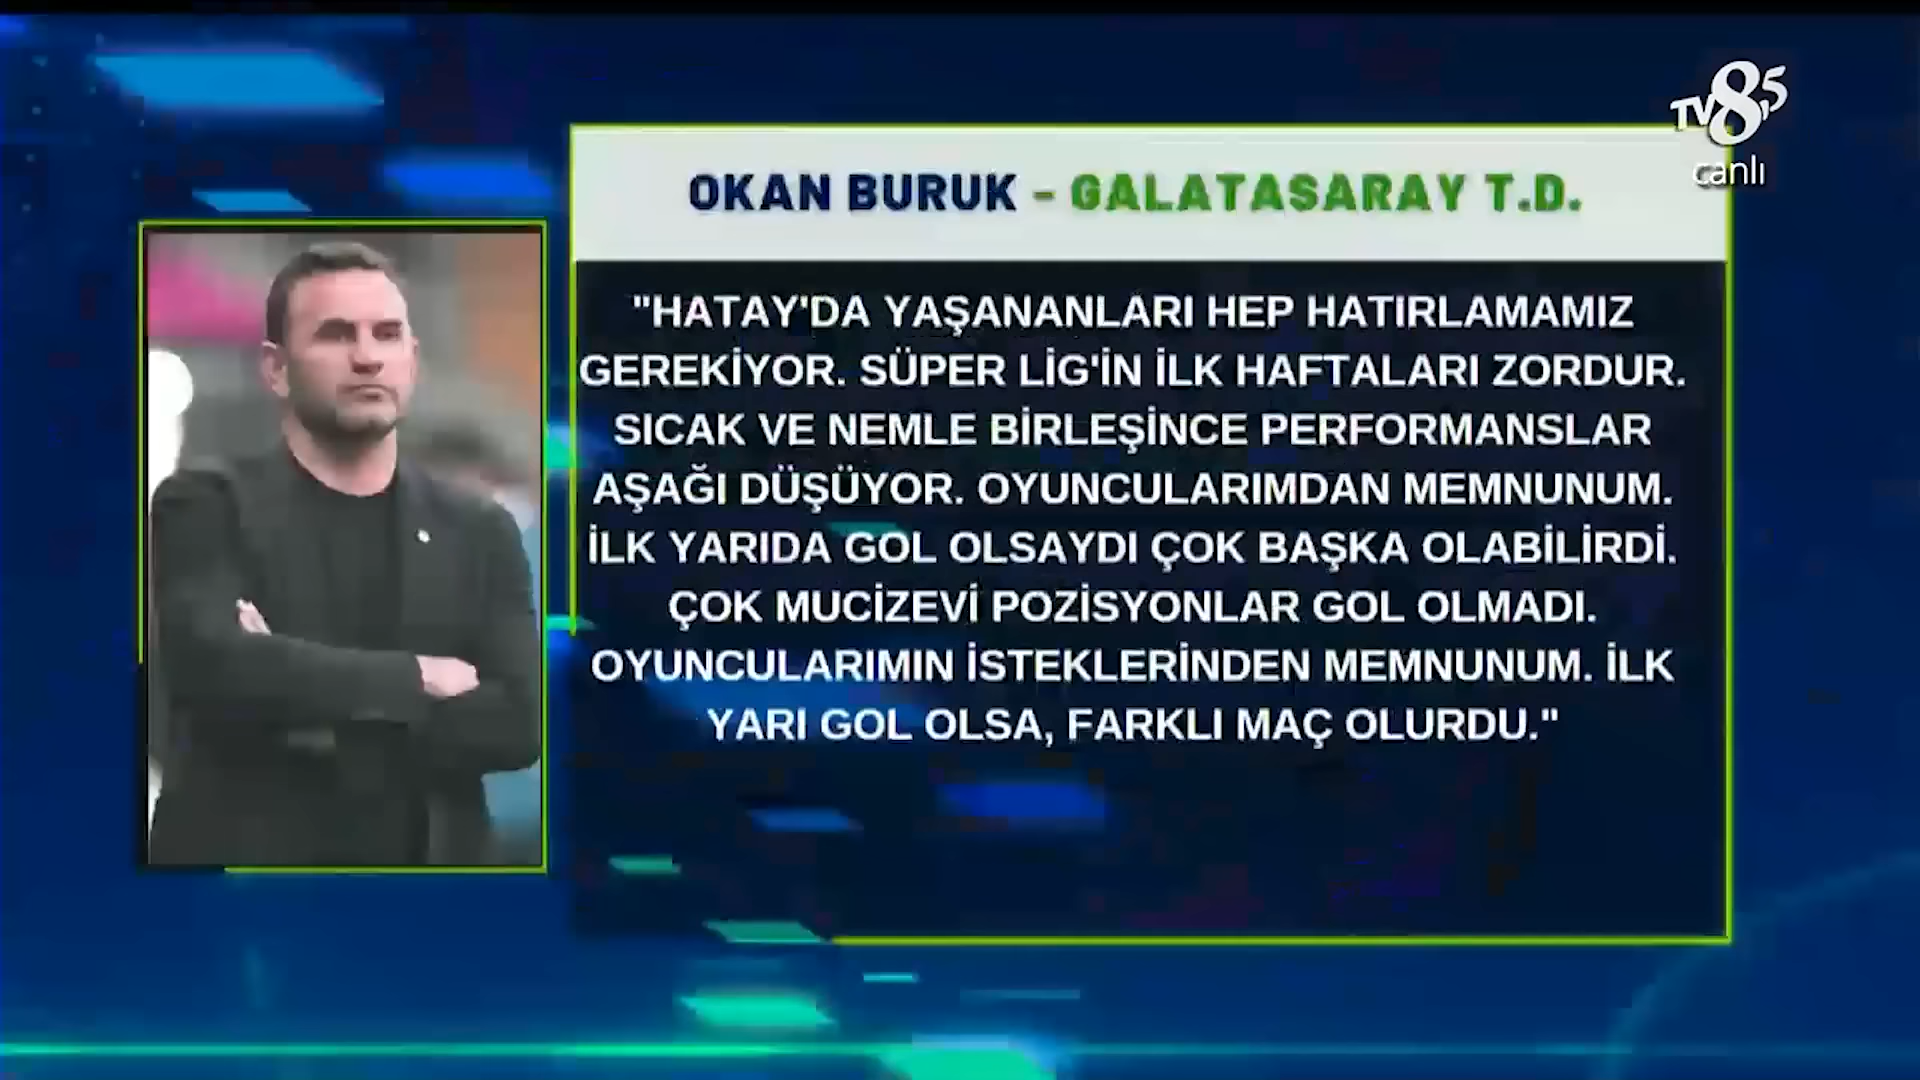 TV8,5
canlı
OKAN BURUK - GALATASARAY T.D.
"HATAY'DA YAŞANANLARI HEP HATIRLAMAMIZ
GEREKİYOR. SÜPER LİG'İN İLK HAFTALARI ZORDUR.
SICAK VE NEMLE BİRLEŞİNCE PERFORMANSLAR
AŞAĞI DÜŞÜYOR. OYUNCULARIMDAN MEMNUNUM.
İLK YARIDA GOL OLSAYDI ÇOK BAŞKA OLABİLİRDİ.
ÇOK MUCİZEVİ POZİSYONLAR GOL OLMADI.
OYUNCULARIMIN İSTEKLERİNDEN MEMNUNUM. İLK
YARI GOL OLSA, FARKLI MAÇ OLURDU."